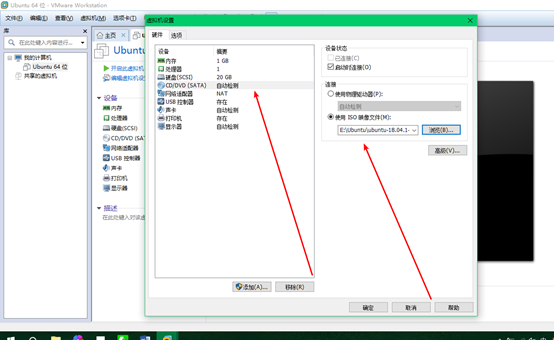 Ubuntu 64 位 - VMware Workstation
文件(F) 编辑(E) 查看(V) 虚拟机(M) 选项卡(T)
库
在此处键入内容进行...
我的计算机
Ubuntu 64 位
共享的虚拟机
主页
Ubuntu
开启此虚拟机
编辑虚拟机设
设备
内存
处理器
硬盘(SCSI)
CD/DVD (SATA)
网络适配器
USB 控制器
声卡
打印机
显示器
描述
在此处键入对该虚
虚拟机设置
硬件 选项
设备 摘要
内存 1 GB
处理器 1
硬盘(SCSI) 20 GB
CD/DVD (SATA) 自动检测
网络适配器 NAT
USB 控制器 存在
声卡 自动检测
打印机 存在
显示器 自动检测
添加(A)... 移除(R)
设备状态
已连接(C)
启动时连接(O)
连接
使用物理驱动器(P):
自动检测
使用 ISO 映像文件(M):
E:\Ubuntu\ubuntu-18.04.1- 浏览(B)...
高级(V)...
确定 取消 帮助